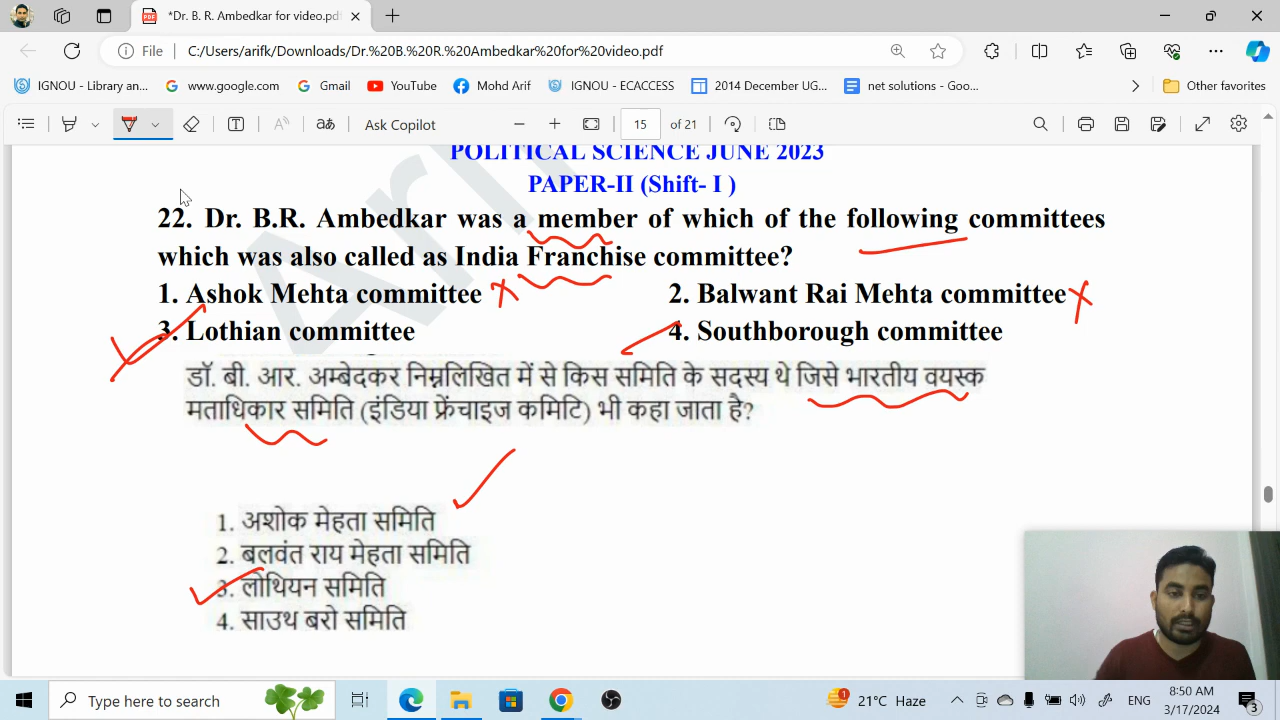 *Dr. B. R. Ambedkar for video.pdf
File
C:/Users/arifk/Downloads/Dr.%20B.%20R.%20Ambedkar%20for%20video.pdf
IGNOU - Library an...
www.google.com
Gmail
YouTube
Mohd Arif
IGNOU - ECACCESS
2014 December UG...
net solutions - Goo...
Other favorites
Ask Copilot
15
of 21
POLITICAL SCIENCE JUNE 2023
PAPER-II (Shift- I )
22. Dr. B.R. Ambedkar was a member of which of the following committees
which was also called as India Franchise committee?
1. Ashok Mehta committee
2. Balwant Rai Mehta committee
3. Lothian committee
4. Southborough committee
डॉ. बी. आर. अम्बेदकर निम्नलिखित में से किस समिति के सदस्य थे जिसे भारतीय वयस्क
मताधिकार समिति (इंडिया फ्रेंचाइज कमिटि) भी कहा जाता है?
1. अशोक मेहता समिति
2. बलवंत राय मेहता समिति
3. लोथियन समिति
4. साउथ बरो समिति
Type here to search
21°C Haze
ENG
8:50 AM
3/17/2024
3